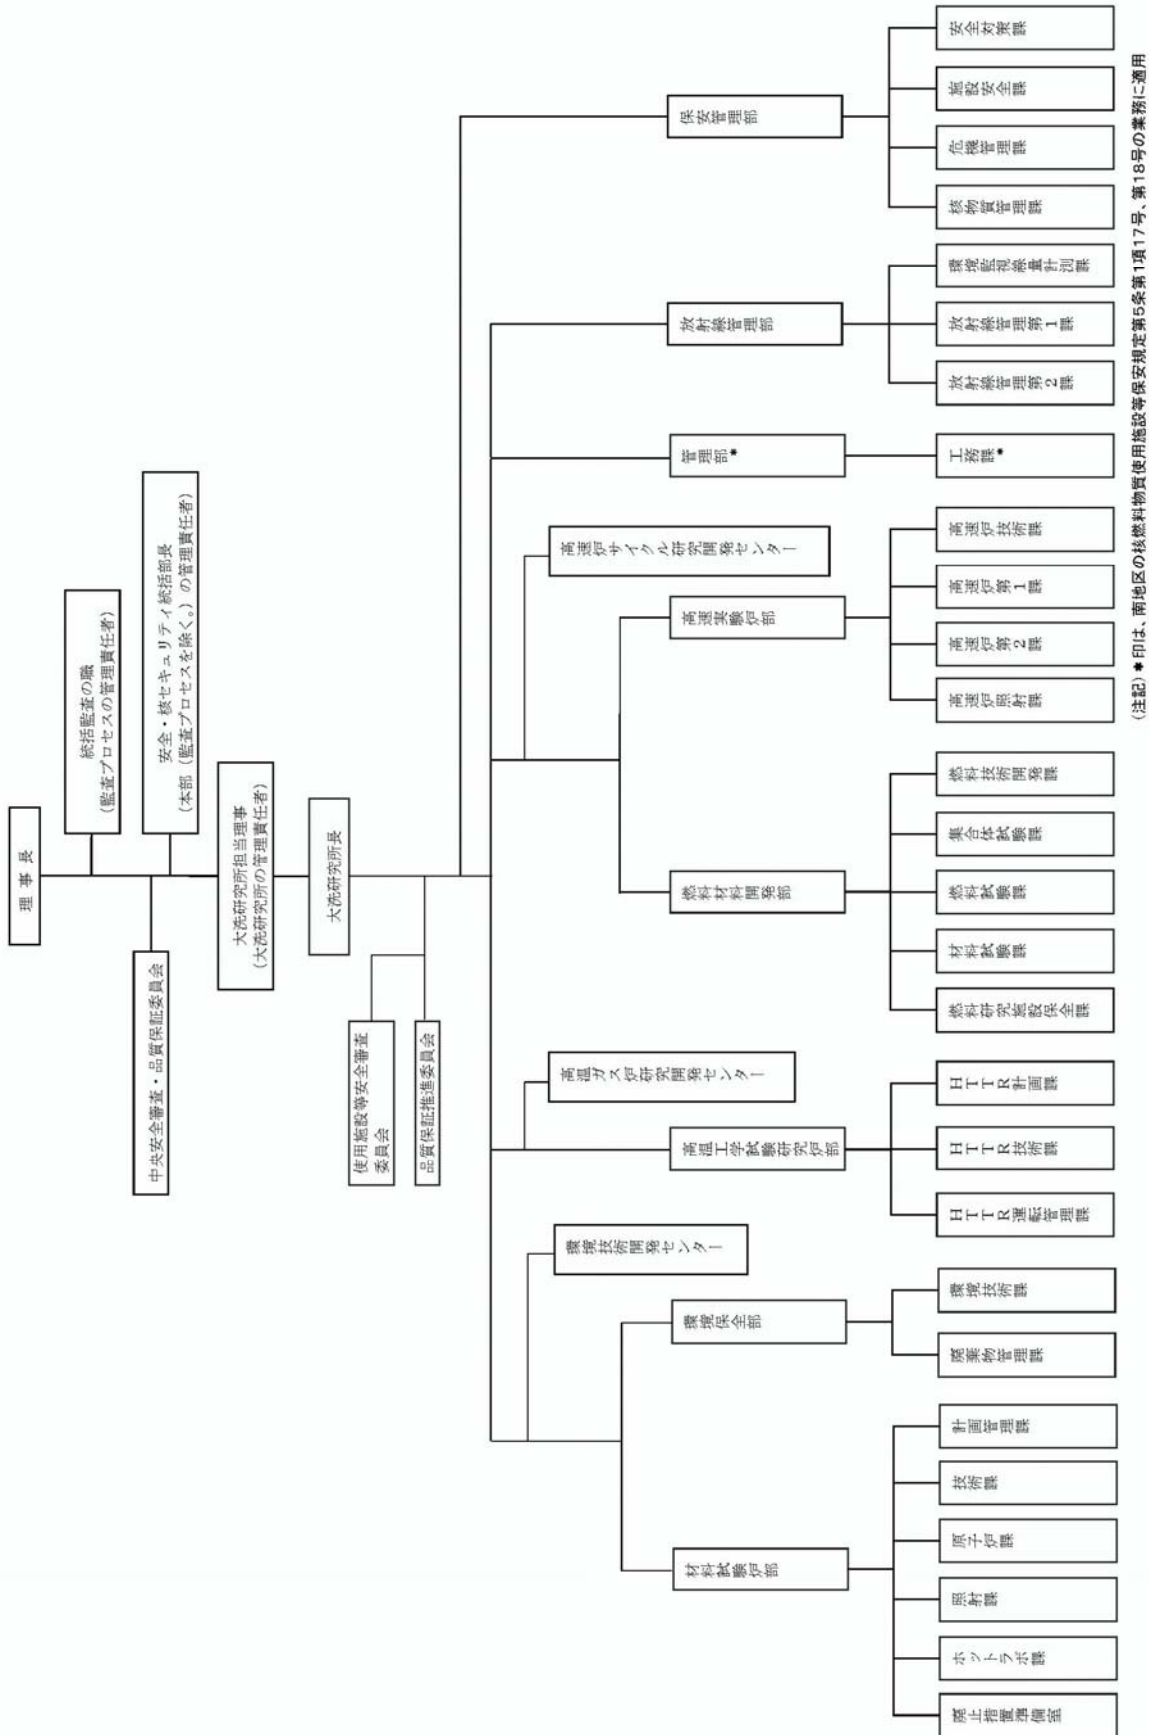 理事長
統括監査の職
(監査プロセスの管理責任者)
安全・核セキュリティ統括部長
(本部(監査プロセスを除く。)の管理責任者)
中央安全審査・品質保証委員会
大洗研究所担当理事
(大洗研究所の管理責任者)
大洗研究所長
使用施設等安全審査
委員会
品質保証推進委員会
環境技術開発センター
高温ガス炉研究開発センター
高速炉サイクル研究開発センター
材料試験炉部
環境保全部
高温工学試験研究炉部
燃料材料開発部
高速実験炉部
管理部*
放射線管理部
保安管理部
廃止措置準備室
ホットラボ課
照射課
原子炉課
技術課
計画管理課
廃棄物管理課
環境技術課
HTTR運転管理課
HTTR技術課
HTTR計画課
燃料研究施設保全課
材料試験課
燃料試験課
集合体試験課
燃料技術開発課
高速炉照射課
高速炉第2課
高速炉第1課
高速炉技術課
工務課*
放射線管理第2課
放射線管理第1課
環境監視線量計測課
核物質管理課
危機管理課
施設安全課
安全対策課
(注記)*印は、南地区の核燃料物質使用施設等保安規定第5条第1項17号、第18号の業務に適用